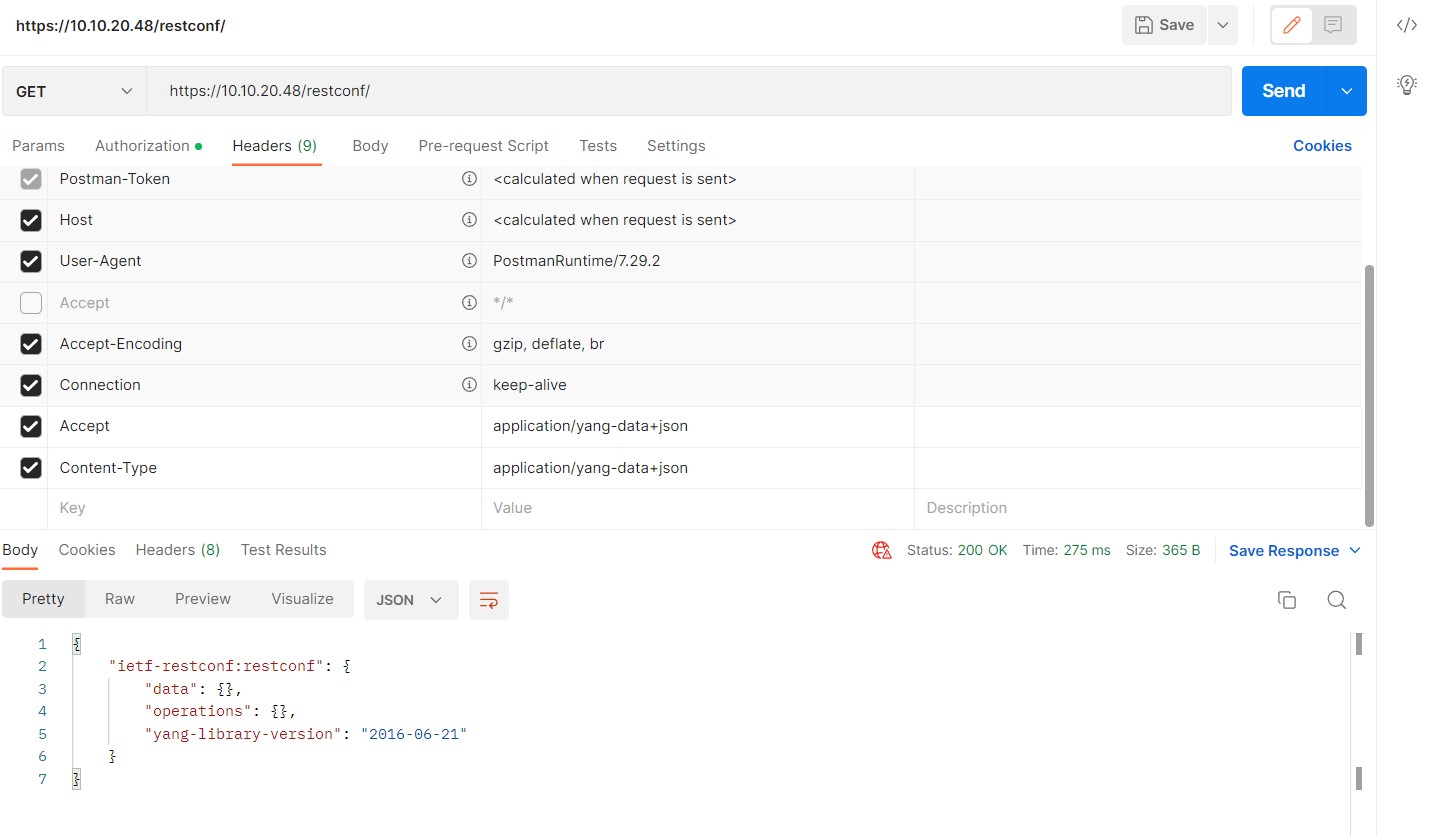 https://10.10.20.48/restconf/
Save
GET
https://10.10.20.48/restconf/
Send
Params Authorization Headers (9) Body Pre-request Script Tests Settings Cookies
Postman-Token <calculated when request is sent>
Host <calculated when request is sent>
User-Agent PostmanRuntime/7.29.2
Accept */*
Accept-Encoding gzip, deflate, br
Connection keep-alive
Accept application/yang-data+json
Content-Type application/yang-data+json
Key Value Description
Body Cookies Headers (8) Test Results Status: 200 OK Time: 275 ms Size: 365 B Save Response
Pretty Raw Preview Visualize JSON
1 {
2 "ietf-restconf:restconf": {
3 "data": {},
4 "operations": {},
5 "yang-library-version": "2016-06-21"
6 }
7 }